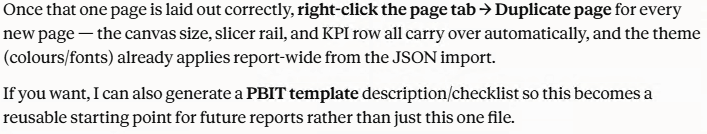 Once that one page is laid out correctly, right-click the page tab → Duplicate page for every
new page — the canvas size, slicer rail, and KPI row all carry over automatically, and the theme
(colours/fonts) already applies report-wide from the JSON import.
If you want, I can also generate a PBIT template description/checklist so this becomes a
reusable starting point for future reports rather than just this one file.